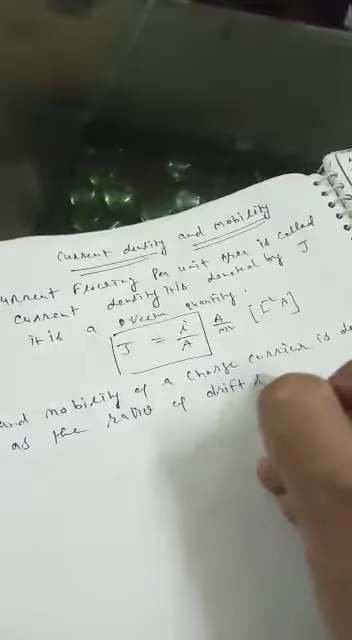 Current density and mobility
urrent Flowing Per unit Area is called
current density it is denoted by J
it is a vector quantity.
J = i/A A/m² [L⁻²A]
and mobility of a charge carrier is de
as the ratio of drift